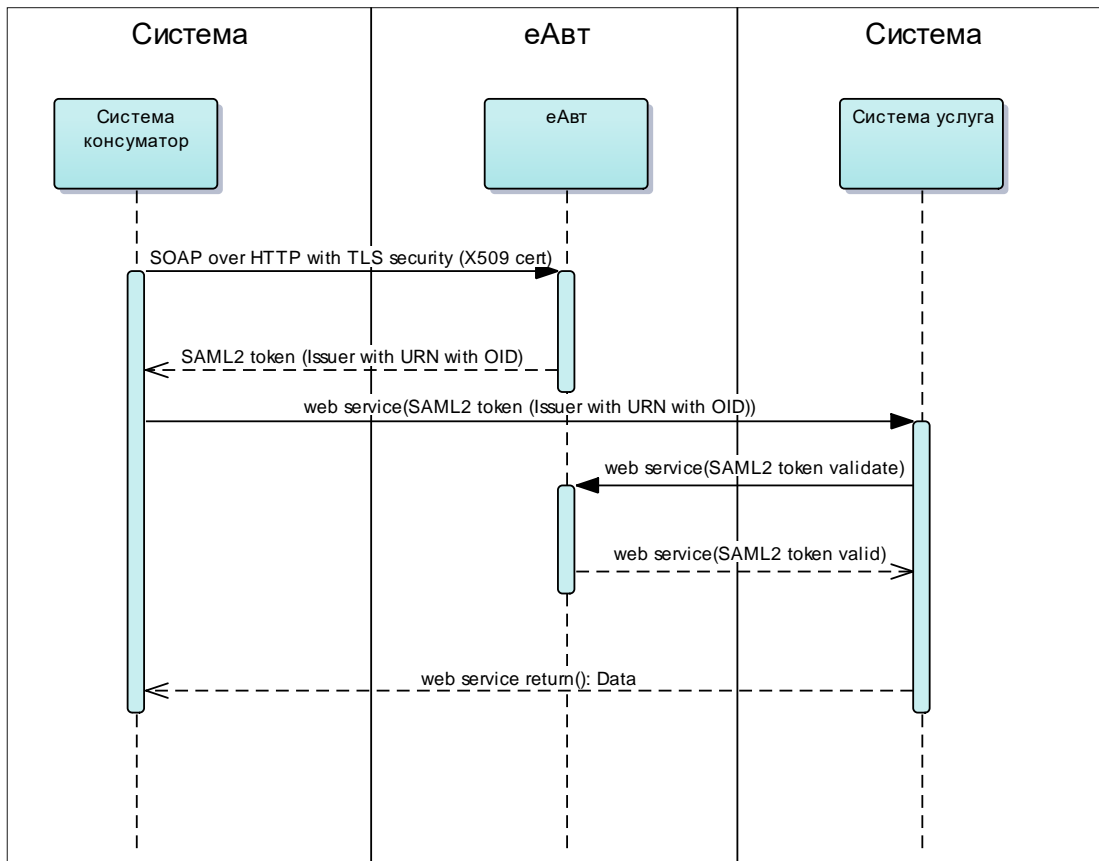 Система
еАвт
Система
Система
консуматор
еАвт
Система услуга
SOAP over HTTP with TLS security (X509 cert)
SAML2 token (Issuer with URN with OID)
web service(SAML2 token (Issuer with URN with OID))
web service(SAML2 token validate)
web service(SAML2 token valid)
web service return(): Data